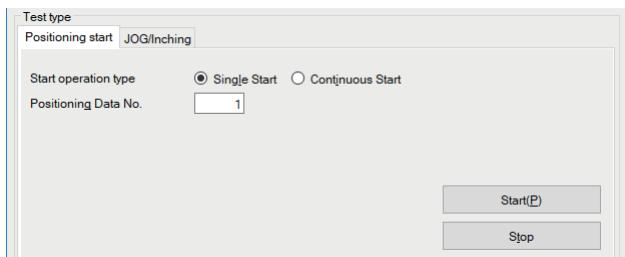 Test type
Positioning start JOG/Inching
Start operation type Single Start Continuous Start
Positioning Data No. 1
Start(P)
Stop